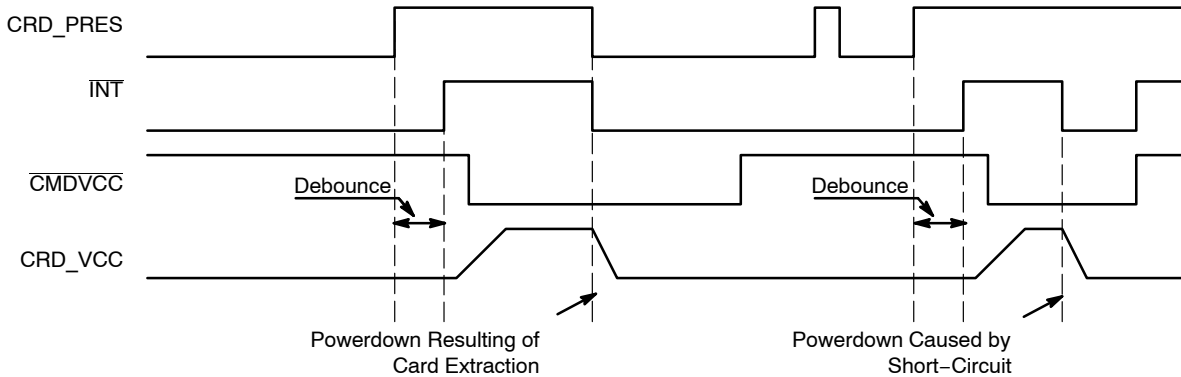 CRD_PRES
INT
CMDVCC
Debounce
Debounce
CRD_VCC
Powerdown Resulting of
Card Extraction
Powerdown Caused by
Short−Circuit